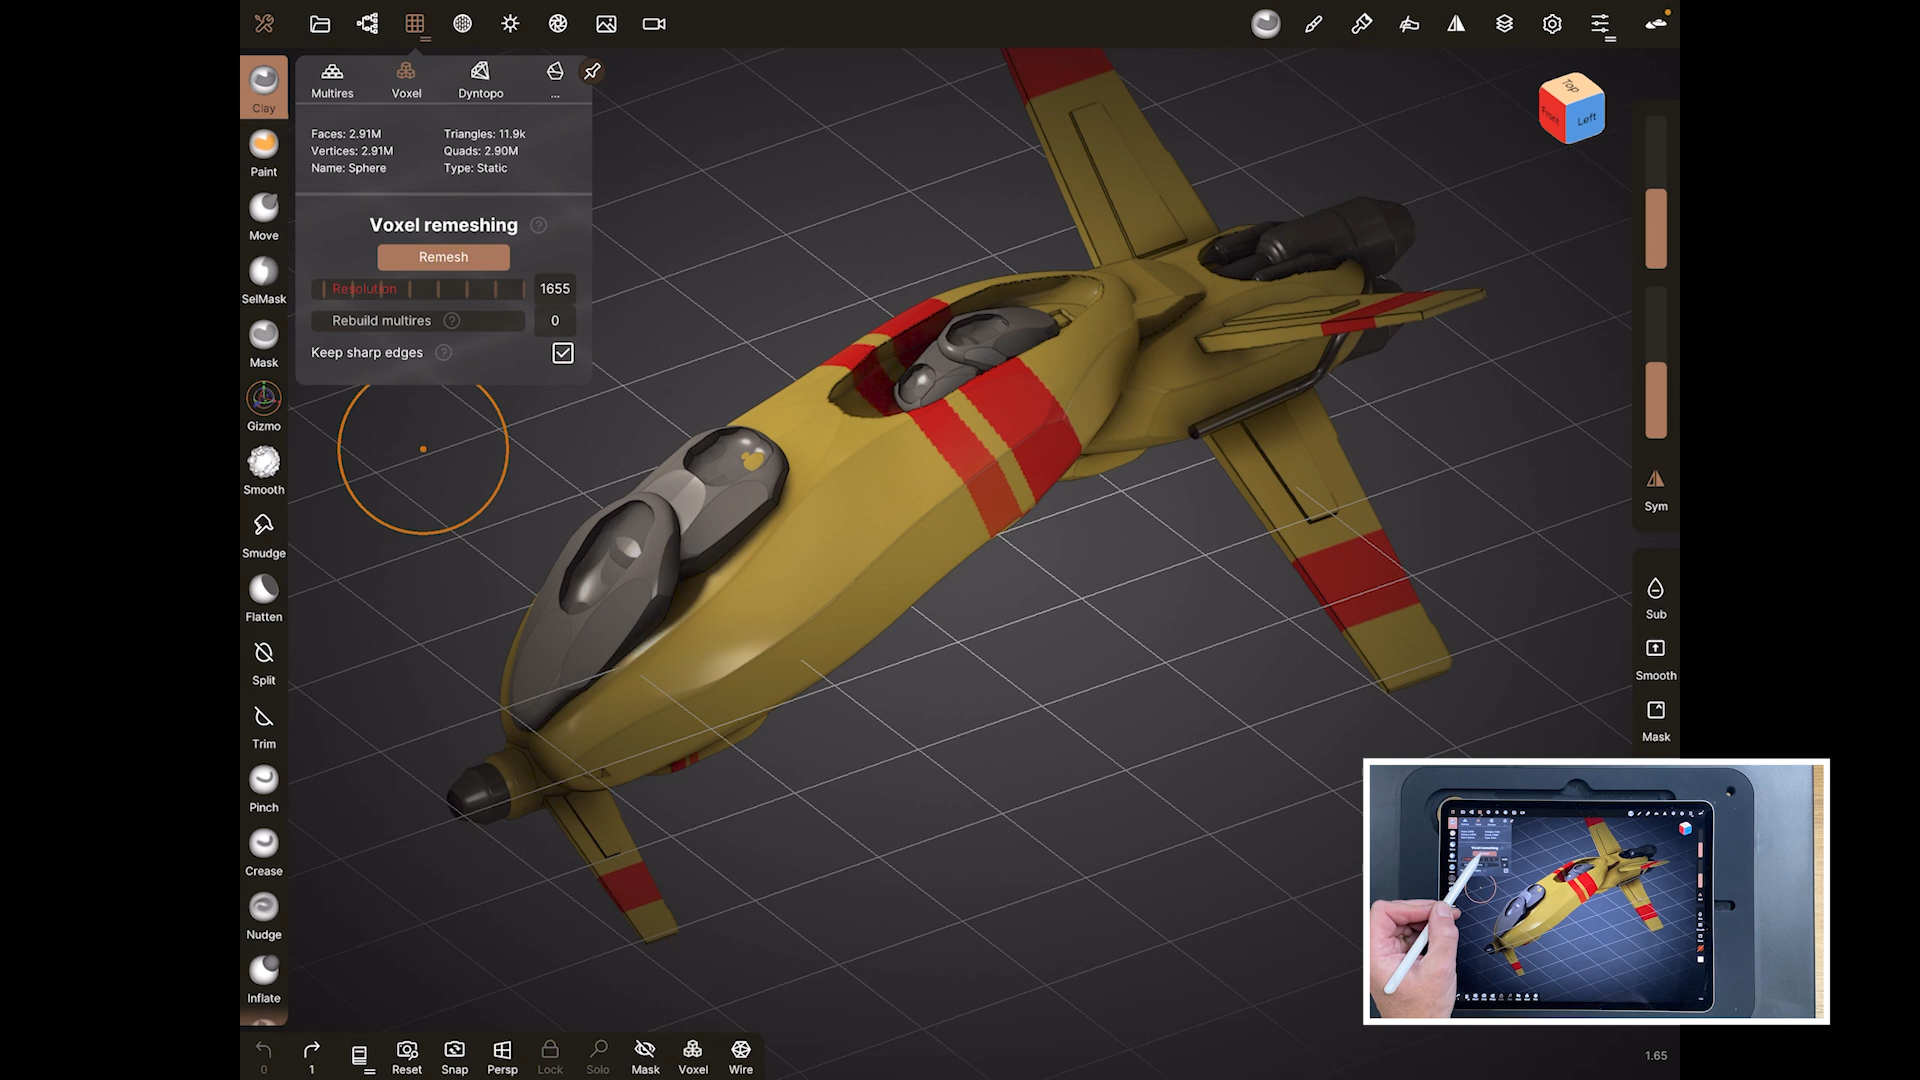 Multires
Voxel
Dyntopo
...
Faces: 2.91M
Triangles: 11.9k
Vertices: 2.91M
Quads: 2.90M
Name: Sphere
Type: Static
Voxel remeshing ?
Remesh
Resolution
1655
Rebuild multires ?
0
Keep sharp edges ?
Top
Front
Left
Clay
Paint
Move
SelMask
Mask
Gizmo
Smooth
Smudge
Flatten
Split
Trim
Pinch
Crease
Nudge
Inflate
Sym
Sub
Smooth
Mask
0
1
Reset
Snap
Persp
Lock
Solo
Mask
Voxel
Wire
1.65